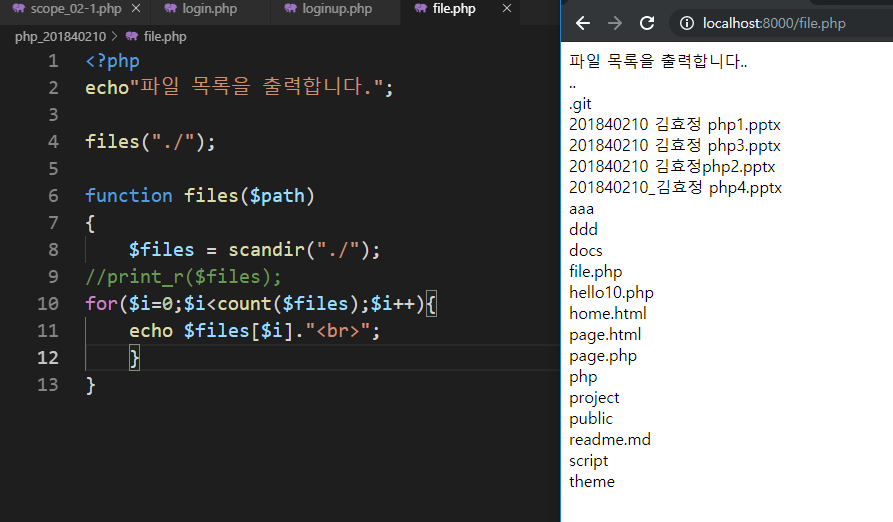 scope_02-1.php × login.php loginup.php file.php ×
php_201840210 > file.php
1 <?php
2 echo"파일 목록을 출력합니다.";
3
4 files("./");
5
6 function files($path)
7 {
8 $files = scandir("./");
9 //print_r($files);
10 for($i=0;$i<count($files);$i++){
11 echo $files[$i]."<br>";
12 }
13 }
localhost:8000/file.php
파일 목록을 출력합니다..
..
.git
201840210 김효정 php1.pptx
201840210 김효정 php3.pptx
201840210 김효정php2.pptx
201840210_김효정 php4.pptx
aaa
ddd
docs
file.php
hello10.php
home.html
page.html
page.php
php
project
public
readme.md
script
theme